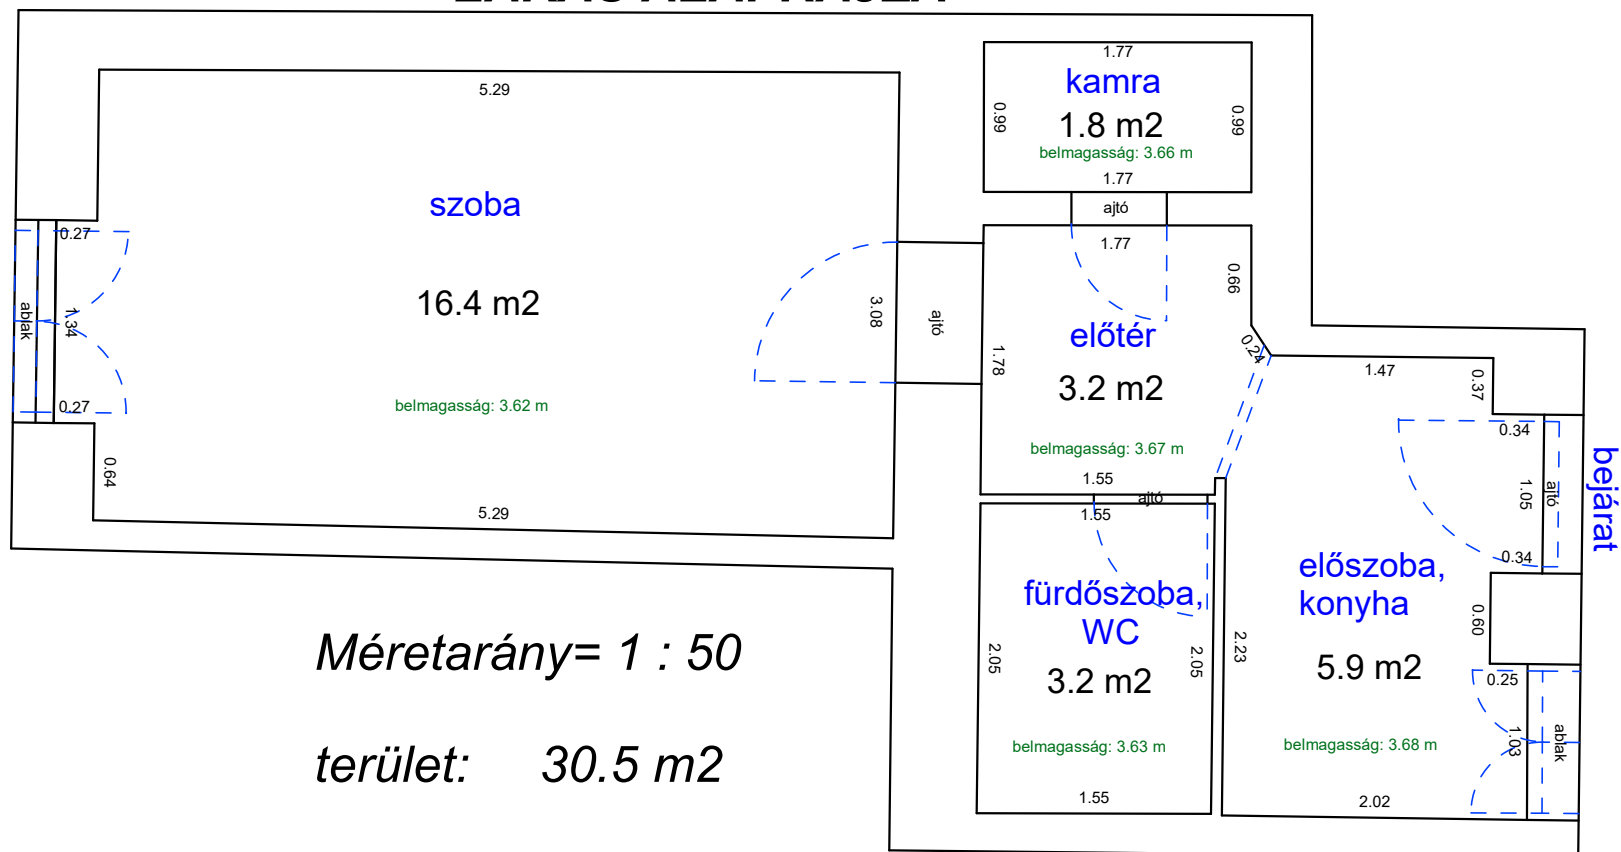 5.29
szoba
16.4 m2
belmagasság: 3.62 m
0.27
1.34
ablak
0.27
0.64
5.29
3.08
ajtó
1.77
kamra
0.99
1.8 m2
0.99
belmagasság: 3.66 m
1.77
ajtó
1.77
0.66
előtér
0.24
1.78
3.2 m2
belmagasság: 3.67 m
1.55
ajtó
1.55
fürdőszoba,
WC
2.05
2.05
3.2 m2
belmagasság: 3.63 m
1.55
1.47
0.37
0.34
1.05
ajtó
bejárat
0.34
előszoba,
konyha
0.60
2.23
5.9 m2
0.25
belmagasság: 3.68 m
1.03
ablak
2.02
Méretarány= 1 : 50
terület: 30.5 m2